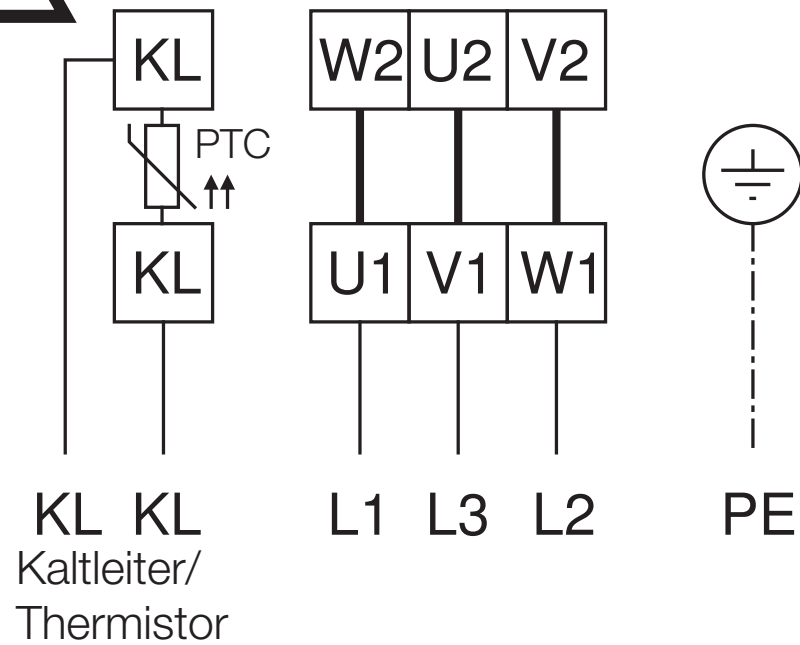 KL W2 U2 V2
PTC
KL U1 V1 W1
KL KL L1 L3 L2 PE
Kaltleiter/
Thermistor